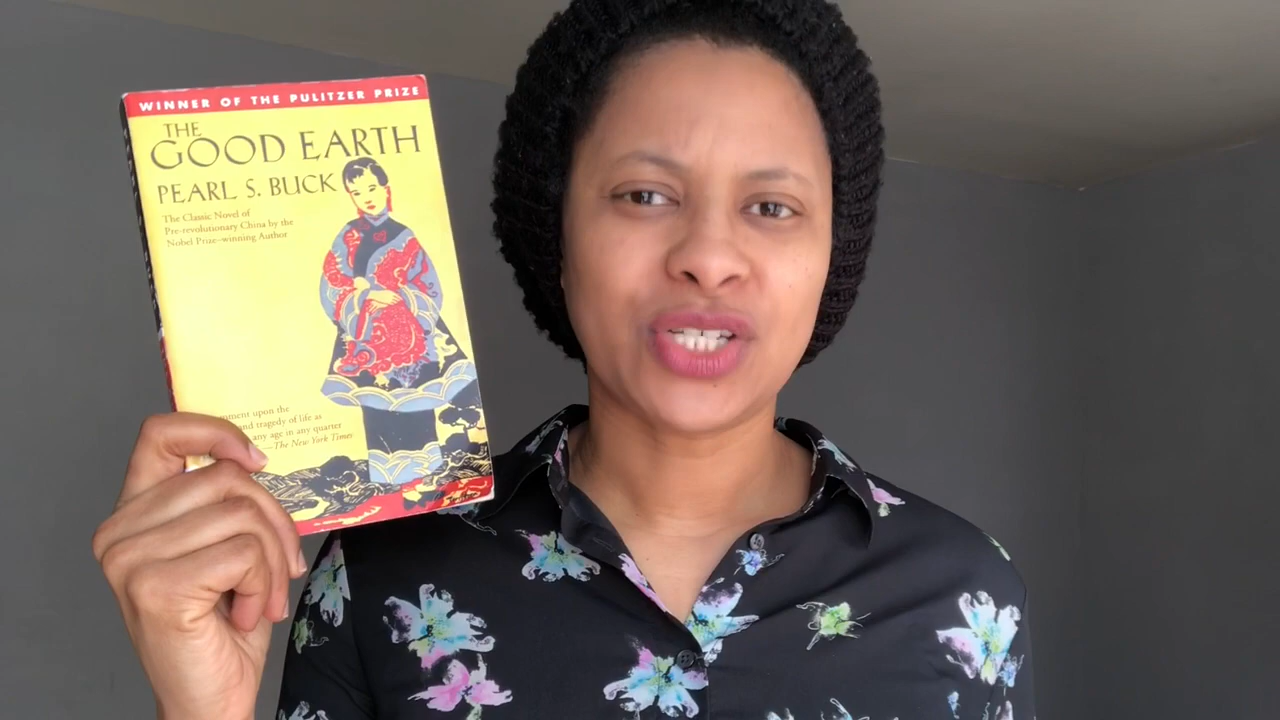 WINNER OF THE PULITZER PRIZE
THE
GOOD EARTH
PEARL S. BUCK
The Classic Novel of
Pre-revolutionary China by the
Nobel Prize–winning Author
upon the
and tragedy of life as
any age in any quarter
—The New York Times